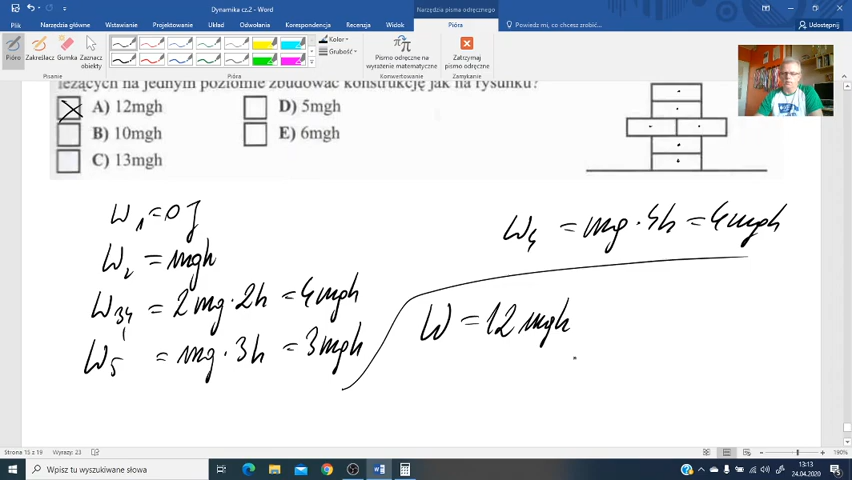 Dynamika cz.2 - Word
Narzędzia pisma odręcznego
Plik Narzędzia główne Wstawianie Projektowanie Układ Odwołania Korespondencja Recenzja Widok Pióra Powiedz mi, co chcesz zrobić... Udostępnij
Pióro Zakreślacz Gumka Zaznacz obiekty
Kolor
Grubość
Pismo odręczne na wyrażenie matematyczne
Zamknij pismo odręczne
Pisanie Pióra Konwertowanie Zamykanie
leżących na jednym poziomie zbudować konstrukcję jak na rysunku?
A) 12mgh D) 5mgh
B) 10mgh E) 6mgh
C) 13mgh
W1 = 0 J
W2 = mgh
W34 = 2mg·2h = 4mgh
W5 = mg·3h = 3mgh
W4 = mg·4h = 4mgh
W = 12 mgh
Strona 15 z 19 Wyrazy: 23
190%
Wpisz tu wyszukiwane słowa
13:13
24.04.2020